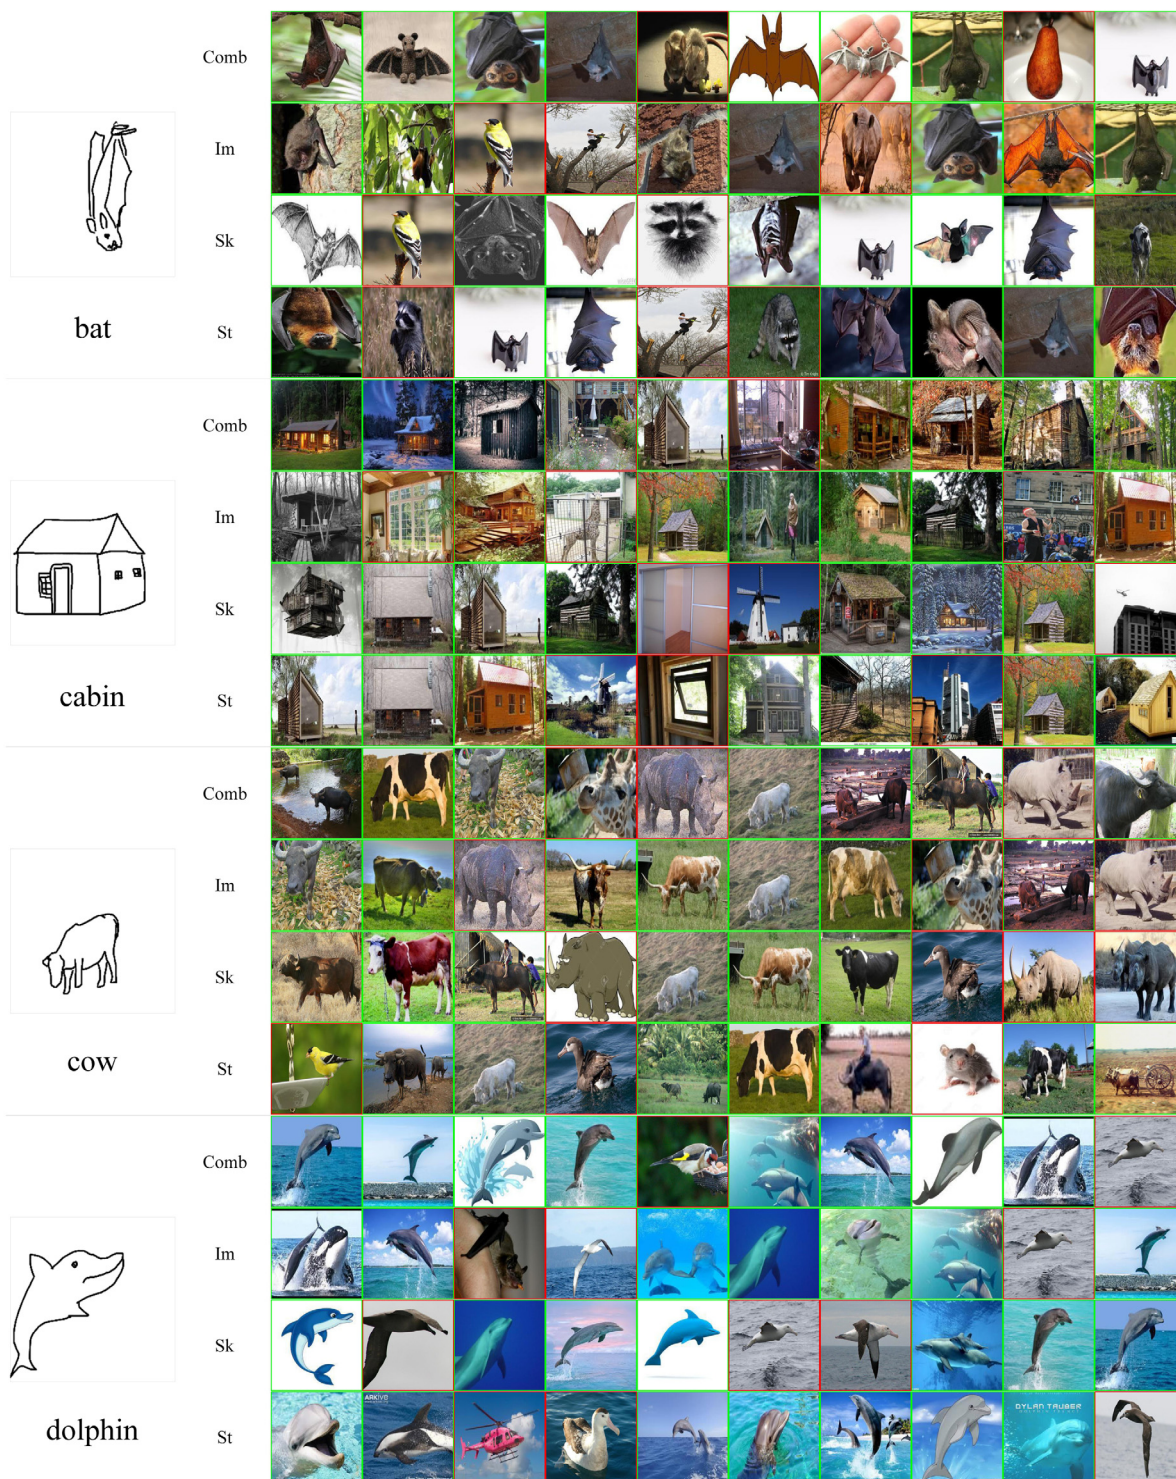 Comb
Im
Sk
St
bat
Comb
Im
Sk
St
cabin
Comb
Im
Sk
St
cow
Comb
Im
Sk
St
dolphin
ARKive
DYLAN TAUBER